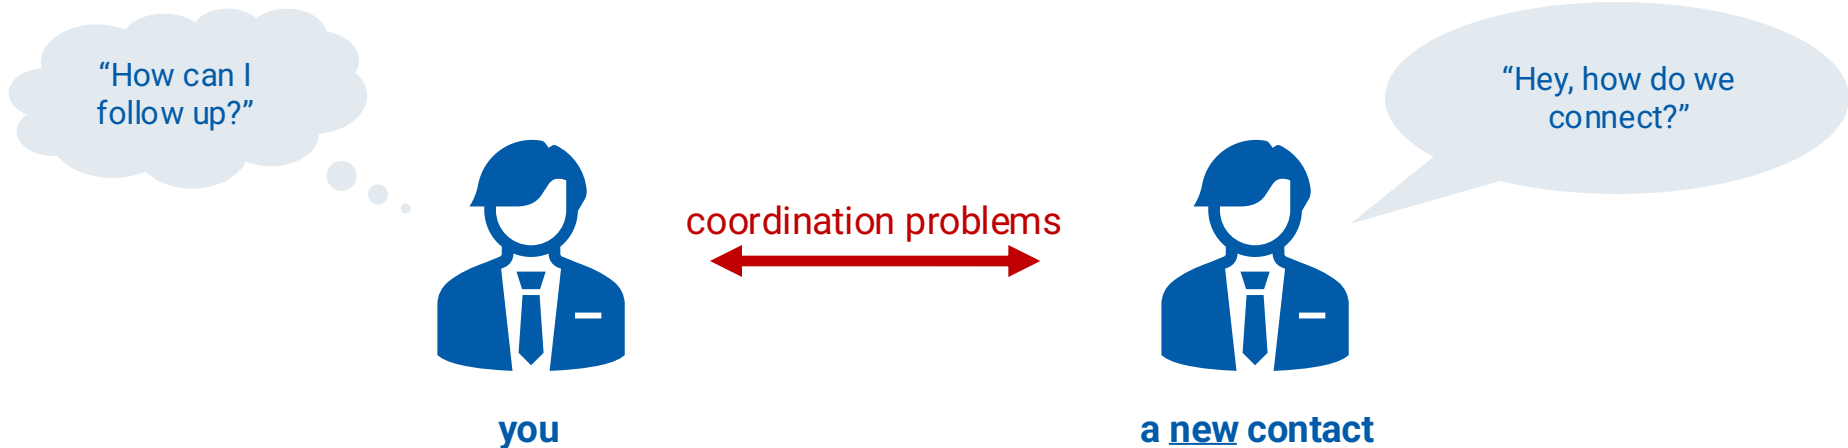 “How can I
follow up?”
“Hey, how do we
connect?”
coordination problems
you
a new contact